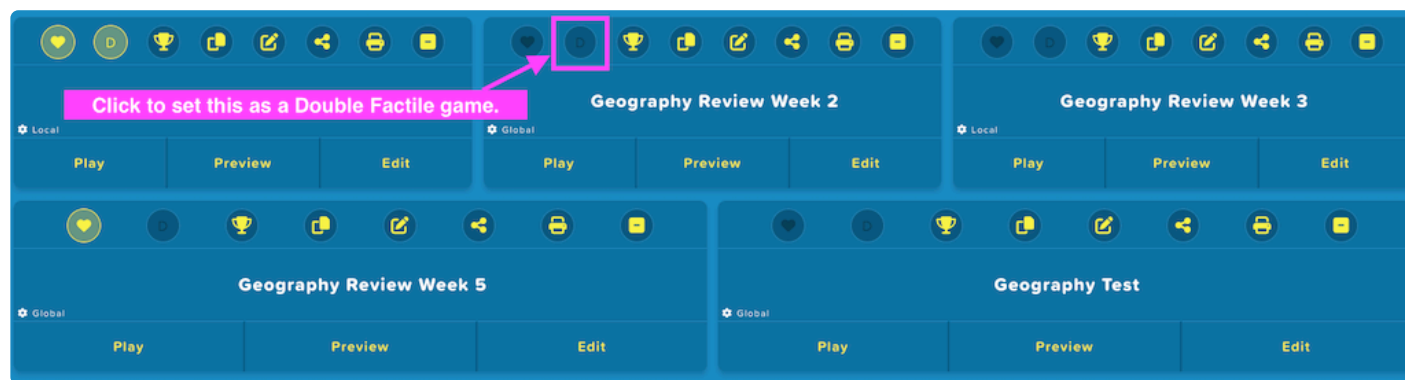 D
D
D
Click to set this as a Double Factile game.
Geography Review Week 2
Geography Review Week 3
Local
Global
Local
Play
Preview
Edit
Play
Preview
Edit
Play
Preview
Edit
D
D
Geography Review Week 5
Geography Test
Global
Global
Play
Preview
Edit
Play
Preview
Edit